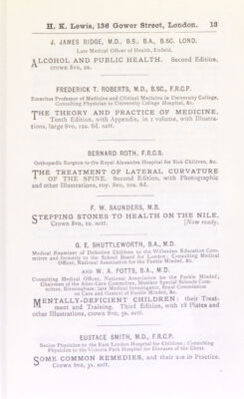 H. K. Lewis, 136 Gower Street, London. 13
J. JAMES RIDGE, M.D., B.S., B.A., B.SC. LOND.
Late Medical Officer of Health, Enfield.
ALCOHOL AND PUBLIC HEALTH. Second Edition,
crown 8vo, 2s.
FREDERICK T. ROBERTS, M.D., B.SC., F.R.C.P.
Emeritus Professor of Medicine and Clinical Medicine in University College,
Consulting Physician to University College Hospital, &c.
THE THEORY AND PRACTICE OF MEDICINE.
Tenth Edition, with Appendix, in 1 volume, with Illustra-
tions, large 8vo, nett.
BERNARD ROTH, F.R.C.S.
Orthopædic Surgeon to the Royal Alexandra Hospital for Sick Children, &c.
THE TREATMENT OF LATERAL CURVATURE
OF THE SPINE. Second Edition, with Photographic
and other Illustrations, roy. 8vo, 10s. 6d.
F. W. SAUNDERS, M.B.
STEPPING STONES TO HEALTH ON THE NILE.
Crown 8vo, nett. [Now ready.
G. E. SHUTTLEWORTH, B.A., M.D.
Medical Examiner of Defective Children to the Willesden Education Com-
mittee and formerly to the School Board for London; Consulting Medical
Officer, National Association for the Feeble Minded, &c.
AND W. A. POTTS, B.A., M.D.
Consulting Medical Officer, National Association for the Feeble Minded;
Chairman of the After-Care Committee, Special Schools Com-
mittee, Birmingham; late Medical Investigator, Royal Commission
on Care and Control of Feeble Minded, &c.
MENTALLY-DEFICIENT CHILDREN: their Treat-
ment and Training. Third Edition, with 18 Plates and
other Illustrations, crown 8vo, 5s. nett.
EUSTACE SMITH, M.D., F.R.C.P.
Senior Physician to the East London Hospital for Children; Consulting
Physician to the Victoria Park Hospital for Diseases of the Chest.
SOME COMMON REMEDIES, and their use in Practice.
Crown 8vo, 3s. nett.